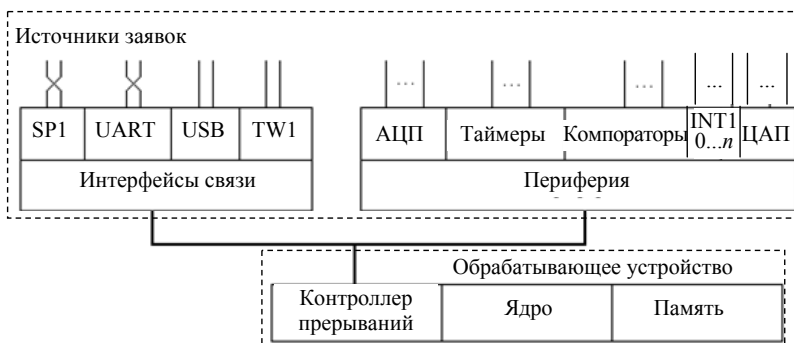 Источники заявок
... ... ... ... ...
SP1 UART USB TW1 АЦП Таймеры Компораторы INT1 0...n ЦАП
Интерфейсы связи Периферия
Обрабатывающее устройство
Контроллер прерываний Ядро Память